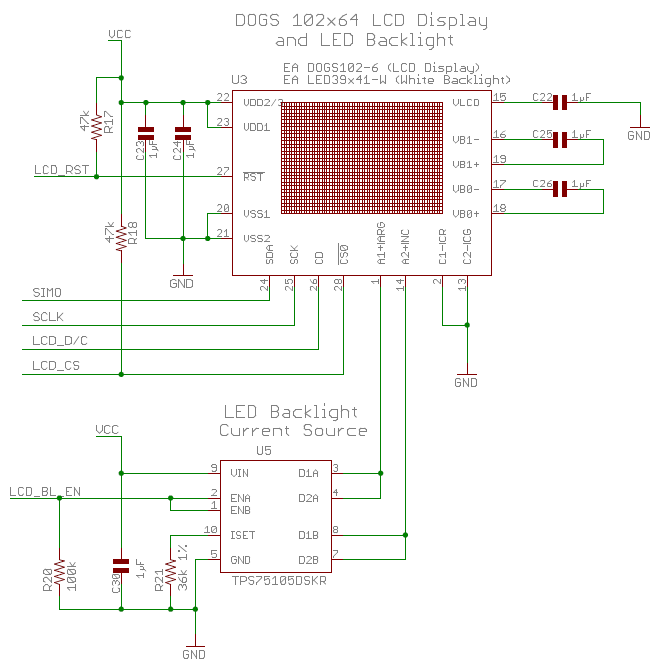 DOGS 102x64 LCD Display
and LED Backlight
VCC
EA DOGS102-6 (LCD Display)
EA LED39x41-W (White Backlight)
U3
22 VDD2/3 VLCD 15 C22 1µF
GND
47k R17
C23 1µF
C24 1µF
23 VDD1
VB1- 16 C25 1µF
VB1+ 19
LCD_RST 27 RST
VB0- 17 C26 1µF
20 VSS1 VB0+ 18
47k R18
21 VSS2
GND
SDA SCK CD CS0 A1+IARG A2+INC C1-ICR C2-ICG
24 25 26 28 1 14 2 13
SIMO
SCLK
LCD_D/C
LCD_CS
GND
LED Backlight
Current Source
VCC
U5
9 VIN D1A 3
LCD_BL_EN 2 ENA D2A 4
1 ENB
10 ISET D1B 8
5 GND D2B 7
R20 100k
C30 1µF
R21 36k 1%
TPS75105DSKR
GND